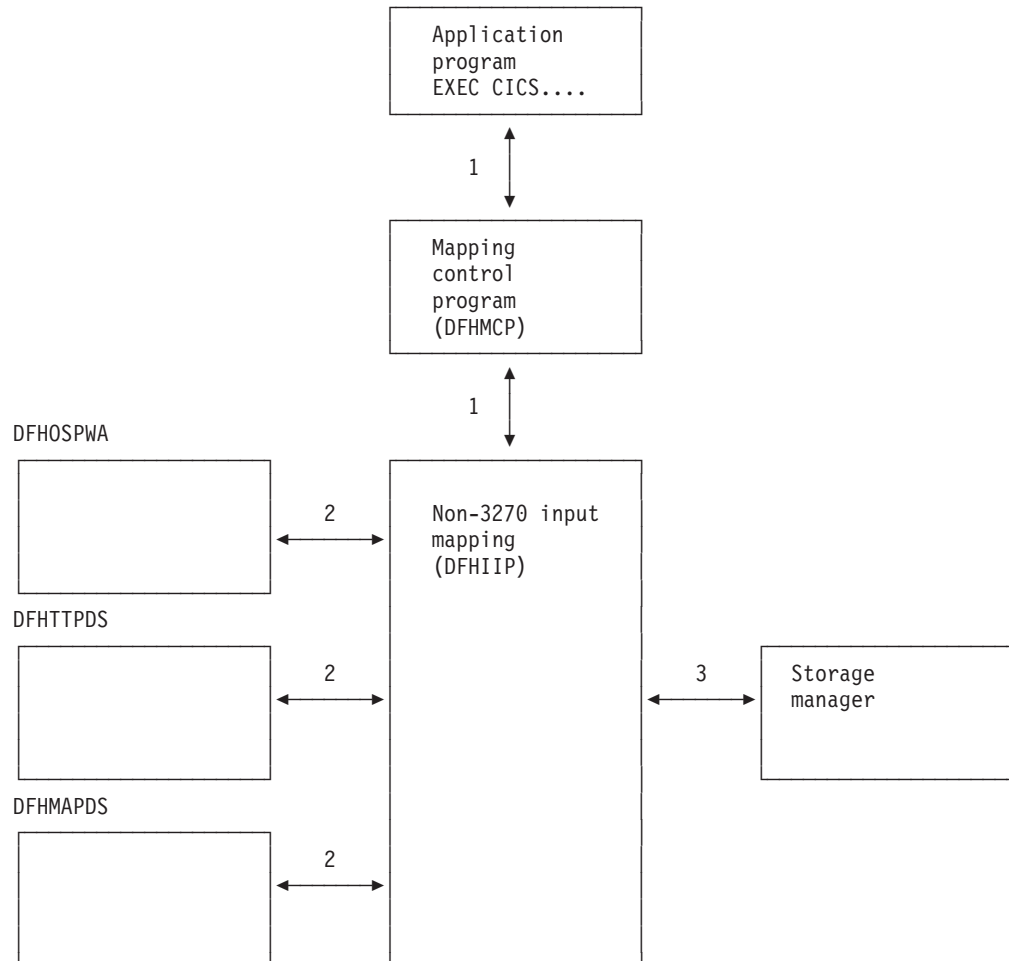 Application
program
EXEC CICS....
1
Mapping
control
program
(DFHMCP)
1
DFHOSPWA
2
Non-3270 input
mapping
(DFHIIP)
DFHTTPDS
2
3
Storage
manager
DFHMAPDS
2